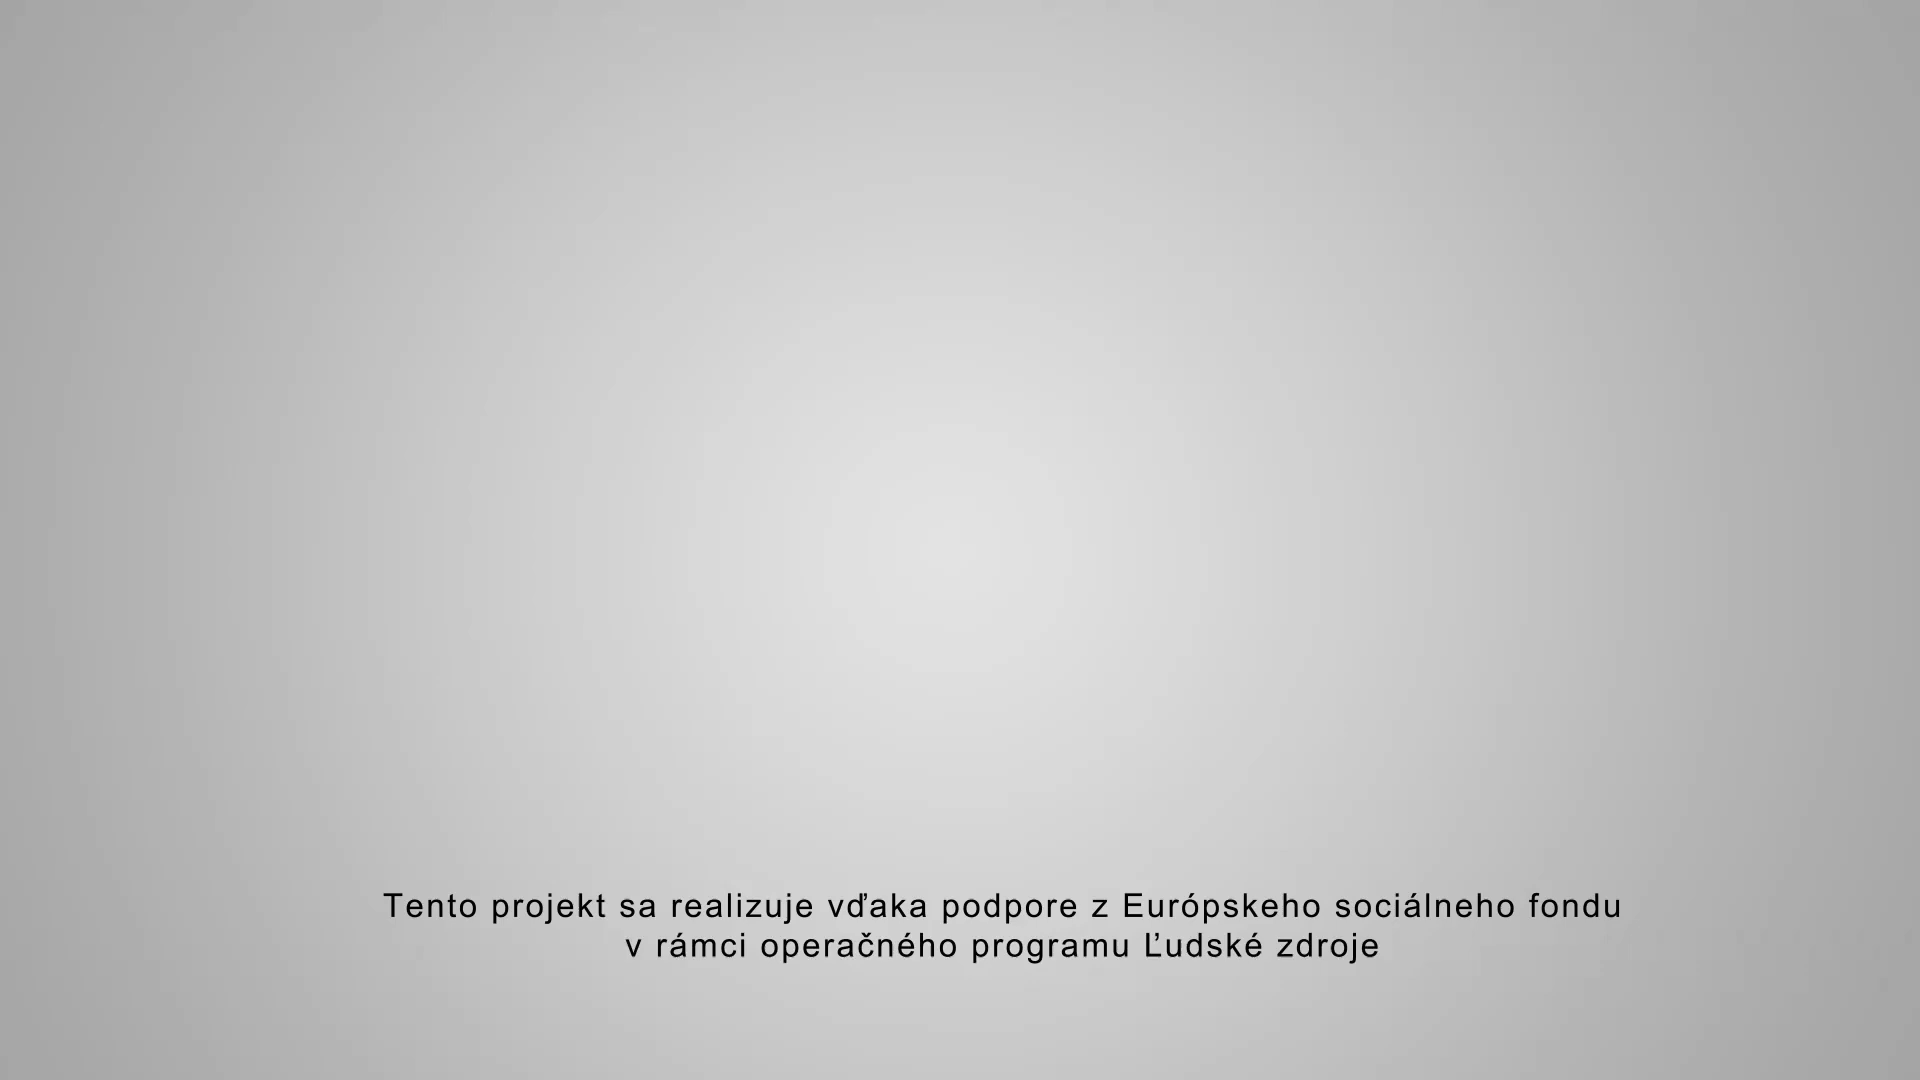 Tento projekt sa realizuje vďaka podpore z Európskeho sociálneho fondu
v rámci operačného programu Ľudské zdroje